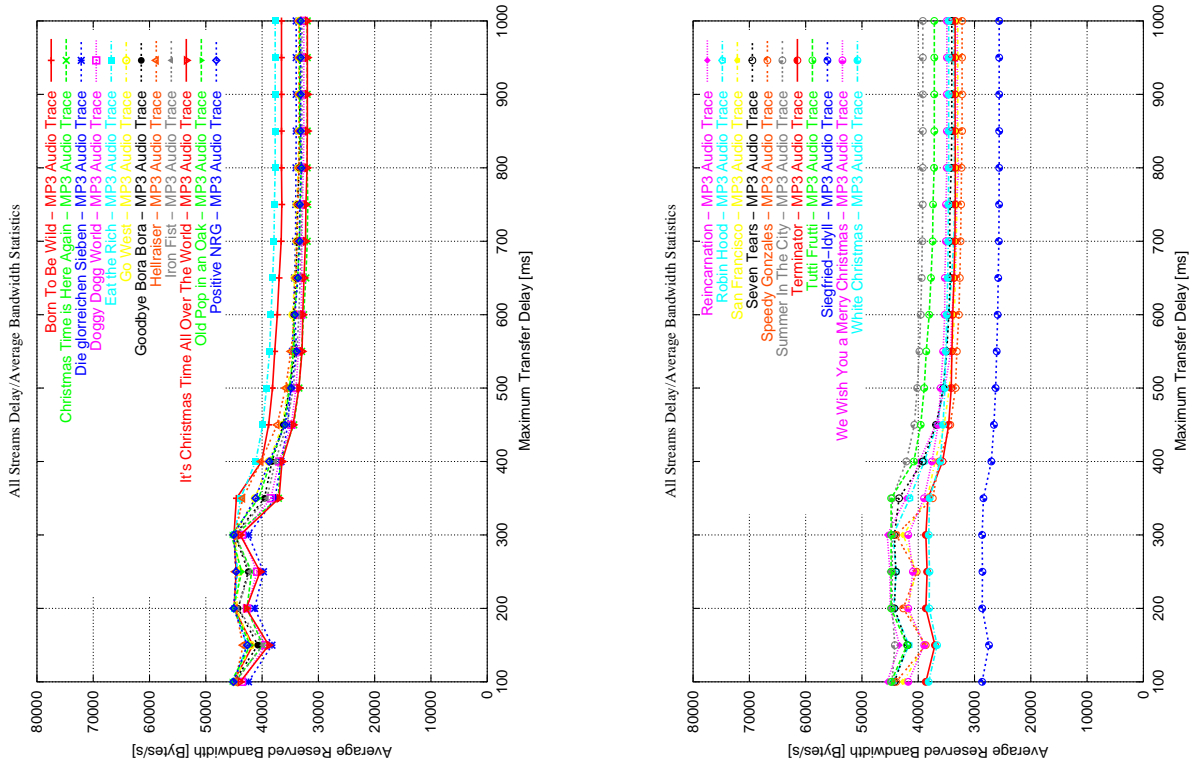 All Streams Delay/Average Bandwidth Statistics
Average Reserved Bandwidth [Bytes/s]
80000
70000
60000
50000
40000
30000
20000
10000
0
100
200
300
400
500
600
700
800
900
1000
Maximum Transfer Delay [ms]
Born To Be Wild – MP3 Audio Trace
Christmas Time is Here Again – MP3 Audio Trace
Die glorreichen Sieben – MP3 Audio Trace
Doggy Dogg World – MP3 Audio Trace
Eat the Rich – MP3 Audio Trace
Go West – MP3 Audio Trace
Goodbye Bora Bora – MP3 Audio Trace
Hellraiser – MP3 Audio Trace
Iron Fist – MP3 Audio Trace
It's Christmas Time All Over The World – MP3 Audio Trace
Old Pop in an Oak – MP3 Audio Trace
Positive NRG – MP3 Audio Trace
All Streams Delay/Average Bandwidth Statistics
Average Reserved Bandwidth [Bytes/s]
80000
70000
60000
50000
40000
30000
20000
10000
0
100
200
300
400
500
600
700
800
900
1000
Maximum Transfer Delay [ms]
Reincarnation – MP3 Audio Trace
Robin Hood – MP3 Audio Trace
Sen Francisco – MP3 Audio Trace
Seven Tears – MP3 Audio Trace
Speedy Gonzales – MP3 Audio Trace
Summer In The City – MP3 Audio Trace
Terminator – MP3 Audio Trace
Tutti Frutti – MP3 Audio Trace
Siegfried–Idyll – MP3 Audio Trace
We Wish You a Merry Christmas – MP3 Audio Trace
White Christmas – MP3 Audio Trace